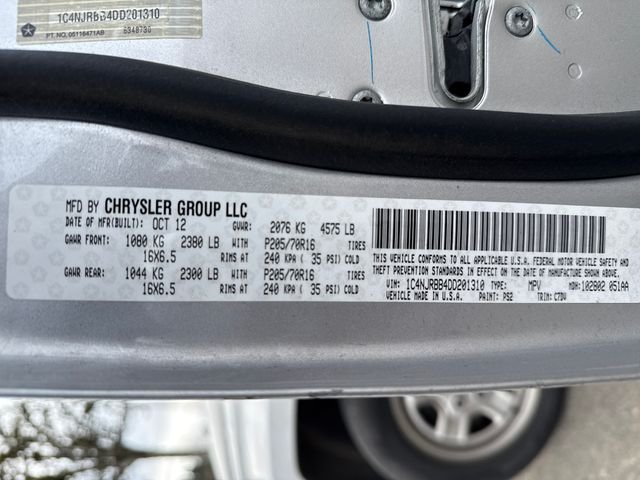 1C4NJRBB4DD201310
PT. NO. 05116471AB 5348730
MFD BY CHRYSLER GROUP LLC
DATE OF MFR(BUILT): OCT 12 GVWR: 2076 KG 4575 LB
GAWR FRONT: 1080 KG 2380 LB WITH P205/70R16 TIRES
16X6.5 RIMS AT 240 KPA ( 35 PSI) COLD
GAWR REAR: 1044 KG 2300 LB WITH P205/70R16 TIRES
16X6.5 RIMS AT 240 KPA ( 35 PSI) COLD
THIS VEHICLE CONFORMS TO ALL APPLICABLE U.S.A. FEDERAL MOTOR VEHICLE SAFETY AND
THEFT PREVENTION STANDARDS IN EFFECT ON THE DATE OF MANUFACTURE SHOWN ABOVE.
VIN: 1C4NJRBB4DD201310 TYPE: MPV MDH: 102802 051AA
VEHICLE MADE IN U.S.A. PAINT: PS2 TRIM: C7DV